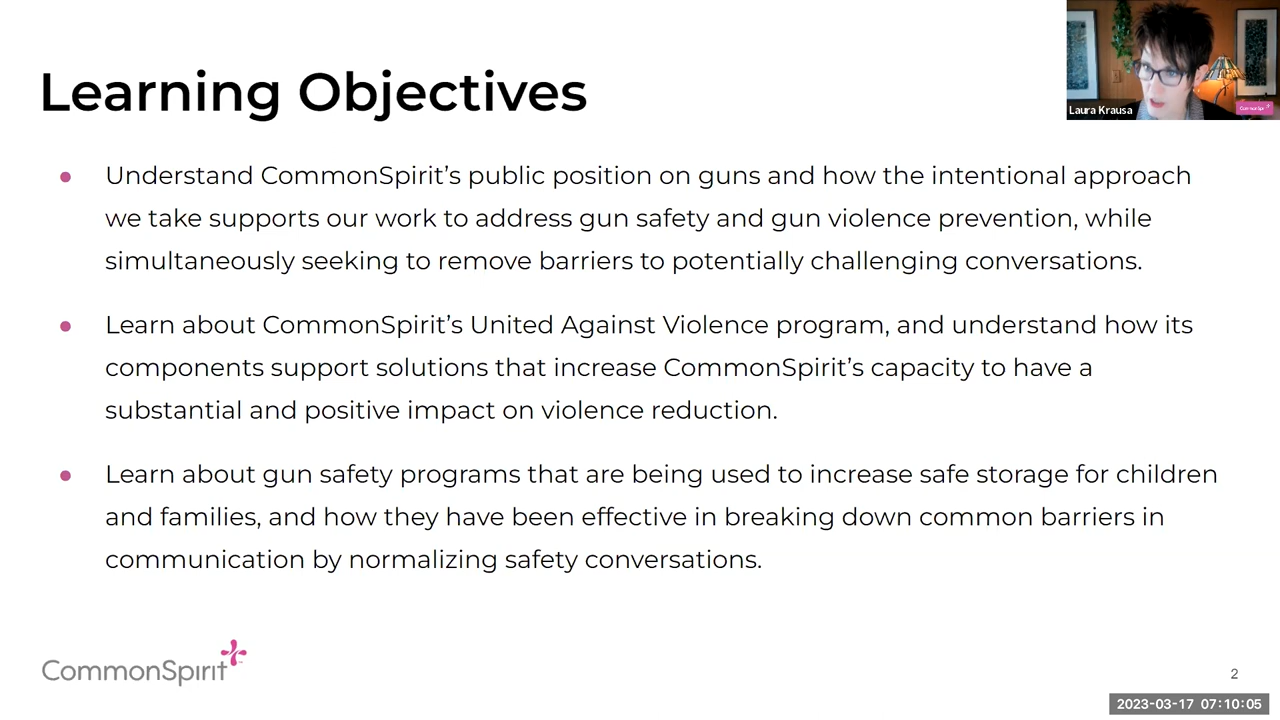 Learning Objectives
Laura Krausa
CommonSpirit
● Understand CommonSpirit’s public position on guns and how the intentional approach
we take supports our work to address gun safety and gun violence prevention, while
simultaneously seeking to remove barriers to potentially challenging conversations.
● Learn about CommonSpirit’s United Against Violence program, and understand how its
components support solutions that increase CommonSpirit’s capacity to have a
substantial and positive impact on violence reduction.
● Learn about gun safety programs that are being used to increase safe storage for children
and families, and how they have been effective in breaking down common barriers in
communication by normalizing safety conversations.
CommonSpirit
2
2023-03-17 07:10:05